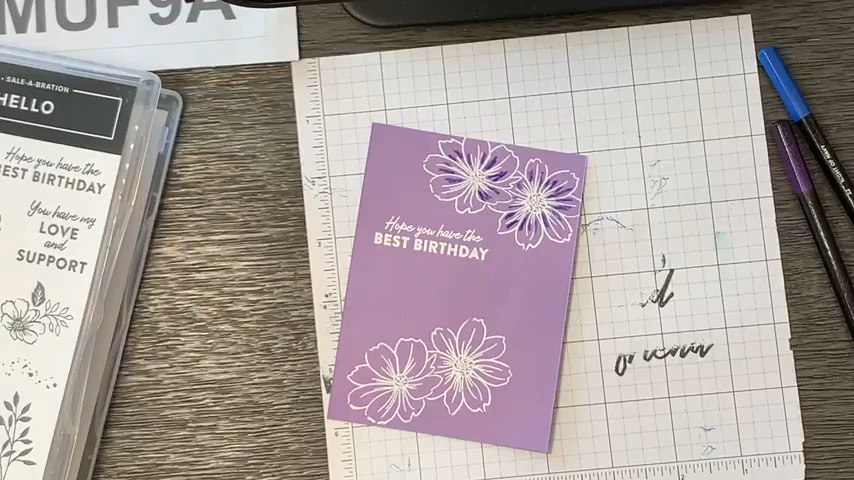 MUF9A
• SALE-A-BRATION
HELLO
Hope you have the
BEST BIRTHDAY
You have my
LOVE
and
SUPPORT
Hope you have the
BEST BIRTHDAY